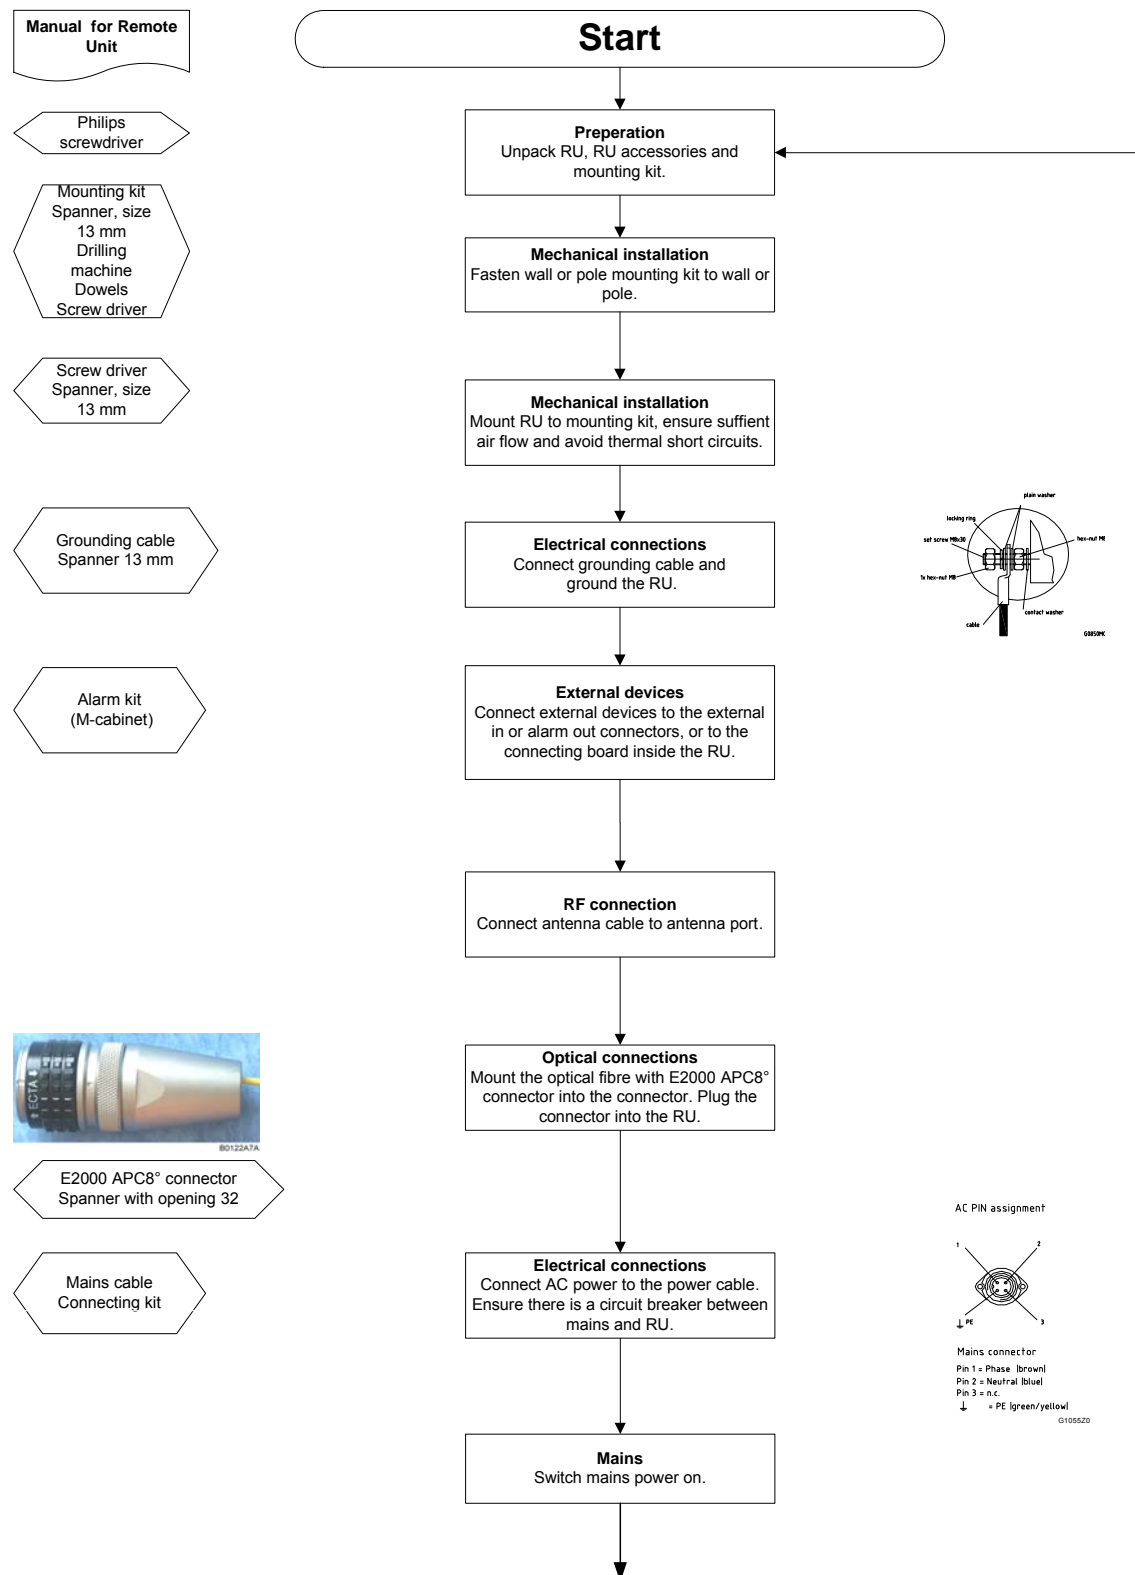 Manual for Remote
Unit
Start
Philips
screwdriver
Preperation
Unpack RU, RU accessories and
mounting kit.
Mounting kit
Spanner, size
13 mm
Drilling
machine
Dowels
Screw driver
Mechanical installation
Fasten wall or pole mounting kit to wall or
pole.
Screw driver
Spanner, size
13 mm
Mechanical installation
Mount RU to mounting kit, ensure suffient
air flow and avoid thermal short circuits.
Grounding cable
Spanner 13 mm
Electrical connections
Connect grounding cable and
ground the RU.
plain washer
locking ring
set screw M8x30
hex-nut M8
1x hex-nut M8
contact washer
cable
G0850M
Alarm kit
(M-cabinet)
External devices
Connect external devices to the external
in or alarm out connectors, or to the
connecting board inside the RU.
RF connection
Connect antenna cable to antenna port.
ECTA
B0122A7A
Optical connections
Mount the optical fibre with E2000 APC8°
connector into the connector. Plug the
connector into the RU.
E2000 APC8° connector
Spanner with opening 32
Mains cable
Connecting kit
Electrical connections
Connect AC power to the power cable.
Ensure there is a circuit breaker between
mains and RU.
AC PIN assignment
1
2
PE
3
Mains connector
Pin 1 = Phase |brown|
Pin 2 = Neutral |blue|
Pin 3 = n.c.
= PE |green/yellow|
G1055Z0
Mains
Switch mains power on.